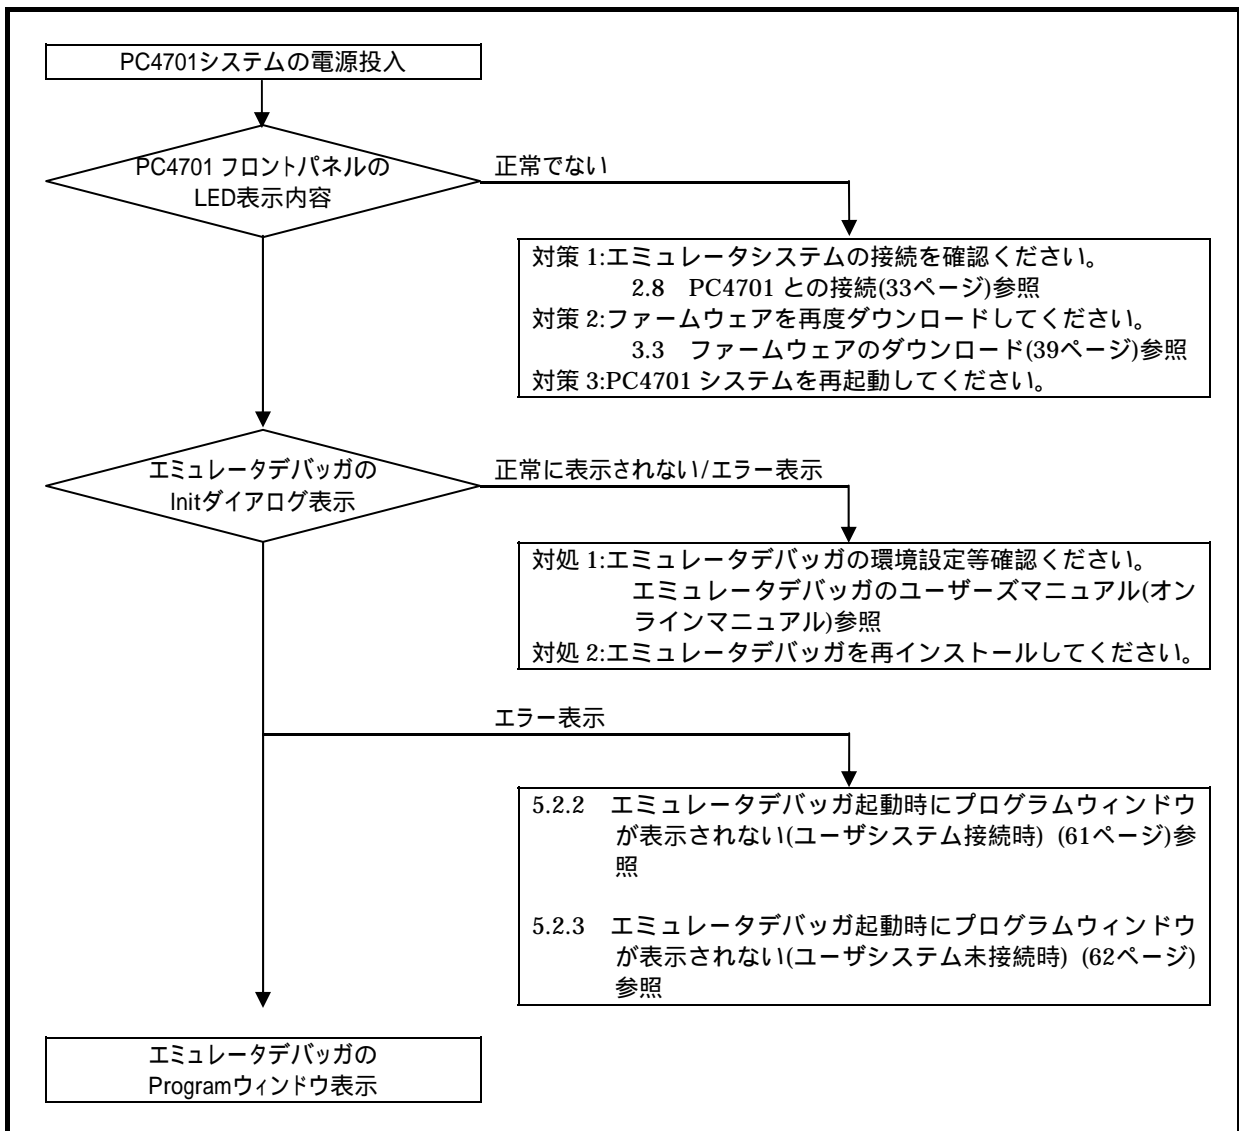 PC4701システムの電源投入
PC4701 フロントパネルの
LED表示内容
正常でない
対策 1:エミュレータシステムの接続を確認ください。
2.8 PC4701 との接続(33ページ)参照
対策 2:ファームウェアを再度ダウンロードしてください。
3.3 ファームウェアのダウンロード(39ページ)参照
対策 3:PC4701 システムを再起動してください。
エミュレータデバッガの
Initダイアログ表示
正常に表示されない/エラー表示
対処 1:エミュレータデバッガの環境設定等確認ください。
エミュレータデバッガのユーザーズマニュアル(オン
ラインマニュアル)参照
対処 2:エミュレータデバッガを再インストールしてください。
エラー表示
5.2.2 エミュレータデバッガ起動時にプログラムウィンドウ
が表示されない(ユーザシステム接続時) (61ページ)参
照
5.2.3 エミュレータデバッガ起動時にプログラムウィンドウ
が表示されない(ユーザシステム未接続時) (62ページ)
参照
エミュレータデバッガの
Programウィンドウ表示